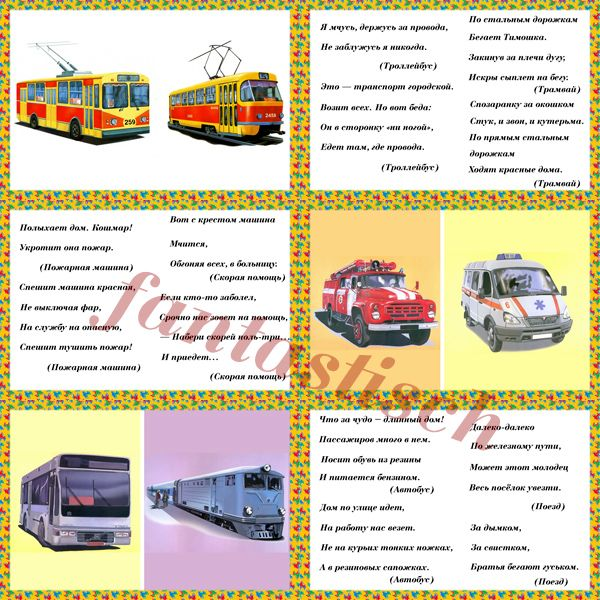 259
2414
Я мчусь, держусь за провода,
Не заблужусь я никогда.
(Троллейбус)
Это — транспорт городской.
Возит всех. Но вот беда:
Он в сторонку «ни ногой»,
Едет там, где провода.
(Троллейбус)
По стальным дорожкам
Бегает Тимошка.
Закинув за плечи дугу,
Искры сыплет на бегу.
(Трамвай)
Спозаранку за окошком
Стук, и звон, и кутерьма.
По прямым стальным
дорожкам
Ходят красные дома.
(Трамвай)
Полыхает дом. Кошмар!
Укротит она пожар.
(Пожарная машина)
Спешит машина красная,
Не выключая фар,
На службу на опасную,
Спешит тушить пожар!
(Пожарная машина)
Вот с крестом машина
Мчится,
Обгоняя всех, в больницу.
(Скорая помощь)
Если кто-то заболел,
Срочно нас зовет на помощь,
Набери скорей ноль-три...
И приедет...
(Скорая помощь)
6
fantastisch
Что за чудо – длинный дом!
Пассажиров много в нем.
Носит обувь из резины
И питается бензином.
(Автобус)
Дом по улице идет,
На работу нас везет.
Не на курьих тонких ножках,
А в резиновых сапожках.
(Автобус)
Далеко-далеко
По железному пути,
Может этот молодец
Весь посёлок увезти.
(Поезд)
За дымком,
За свистком,
Братья бегают гуськом.
(Поезд)